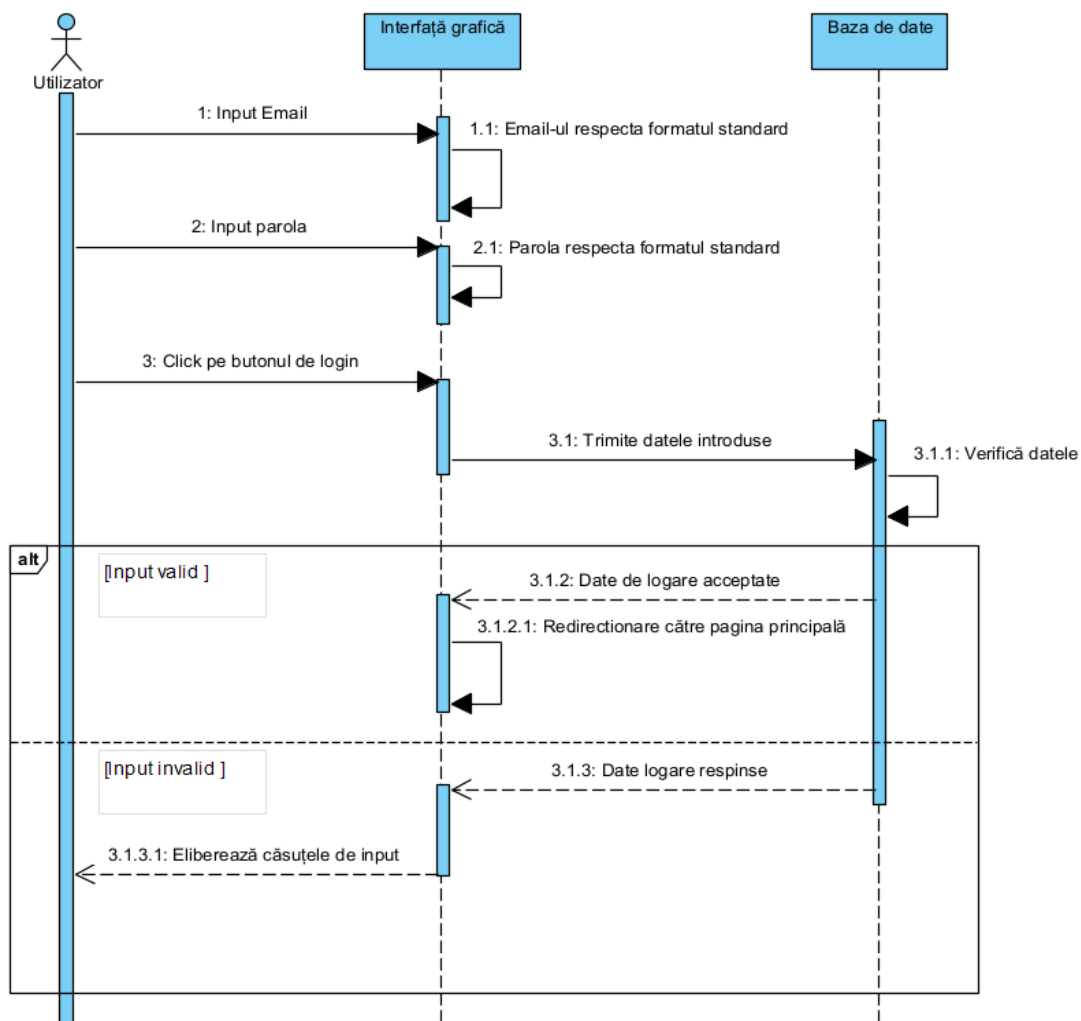 Interfață grafică
Baza de date
Utilizator
1: Input Email
1.1: Email-ul respecta formatul standard
2: Input parola
2.1: Parola respecta formatul standard
3: Click pe butonul de login
3.1: Trimite datele introduse
3.1.1: Verifică datele
alt
[Input valid ]
3.1.2: Date de logare acceptate
3.1.2.1: Redirectionare către pagina principală
[Input invalid ]
3.1.3: Date logare respinse
3.1.3.1: Eliberează căsuțele de input